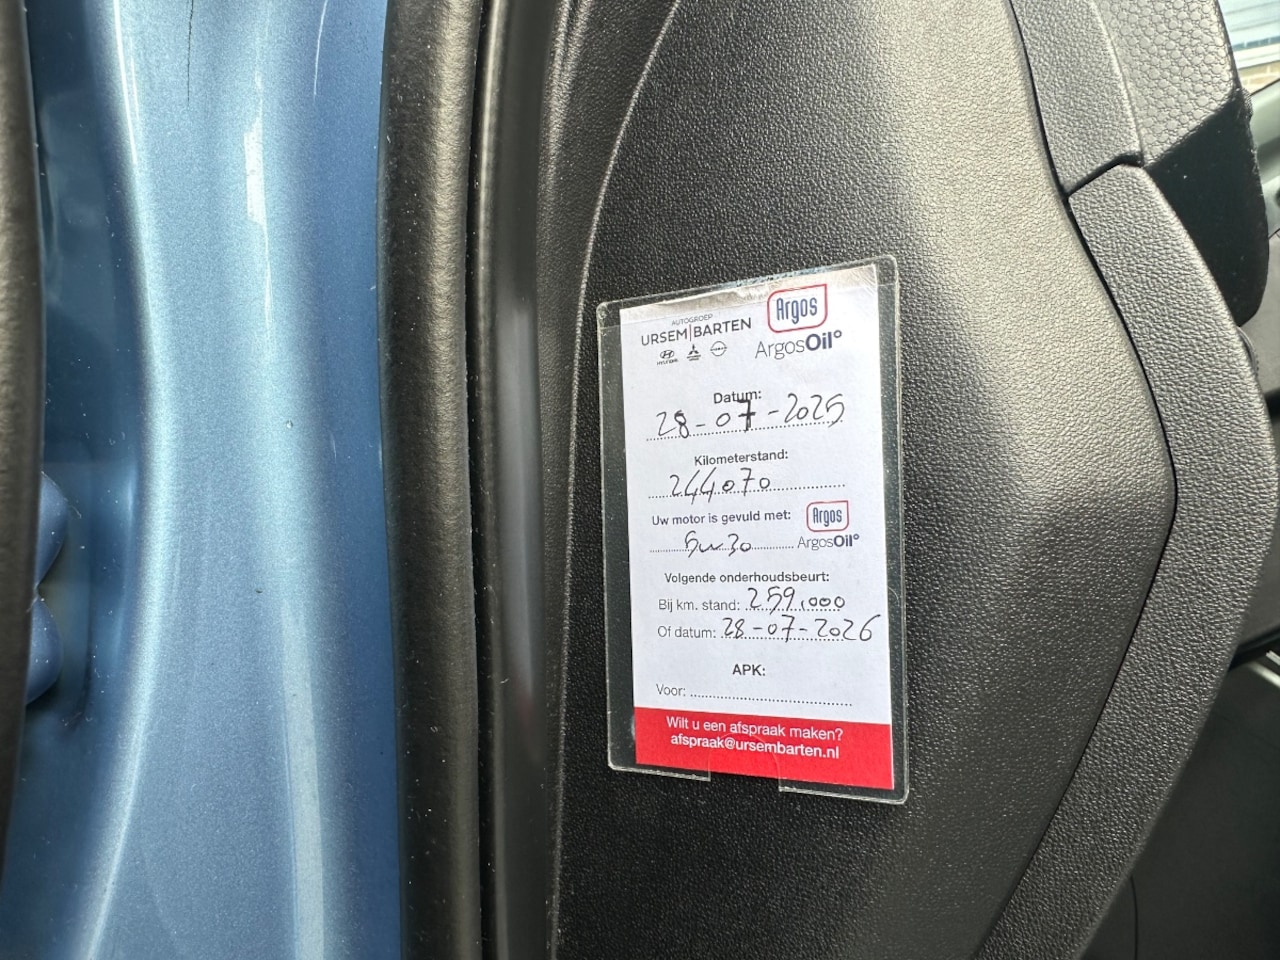 AUTOGROEP
URSEM|BARTEN
Argos
HYUNDAI
ArgosOil
Datum:
28-07-2025
Kilometerstand:
244070
Uw motor is gevuld met:
Argos
5w30
ArgosOil
Volgende onderhoudsbeurt:
Bij km. stand: 259.000
Of datum: 28-07-2026
APK:
Voor:
Wilt u een afspraak maken?
afspraak@ursembarten.nl